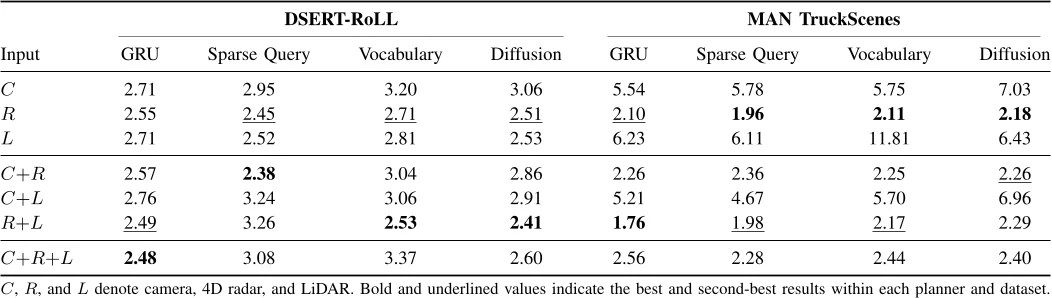 DSERT-RoLL MAN TruckScenes
Input GRU Sparse Query Vocabulary Diffusion GRU Sparse Query Vocabulary Diffusion
C 2.71 2.95 3.20 3.06 5.54 5.78 5.75 7.03
R 2.55 2.45 2.71 2.51 2.10 1.96 2.11 2.18
L 2.71 2.52 2.81 2.53 6.23 6.11 11.81 6.43
C+R 2.57 2.38 3.04 2.86 2.26 2.36 2.25 2.26
C+L 2.76 3.24 3.06 2.91 5.21 4.67 5.70 6.96
R+L 2.49 3.26 2.53 2.41 1.76 1.98 2.17 2.29
C+R+L 2.48 3.08 3.37 2.60 2.56 2.28 2.44 2.40
C, R, and L denote camera, 4D radar, and LiDAR. Bold and underlined values indicate the best and second-best results within each planner and dataset.